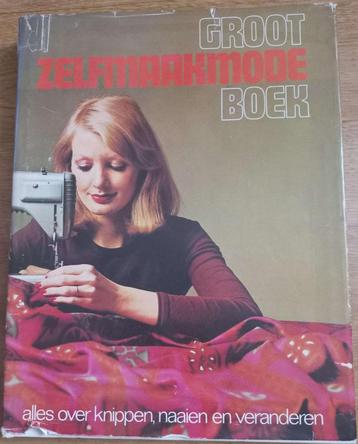 GROOT
ZELFMAAKMODE
BOEK
alles over knippen, naaien en veranderen